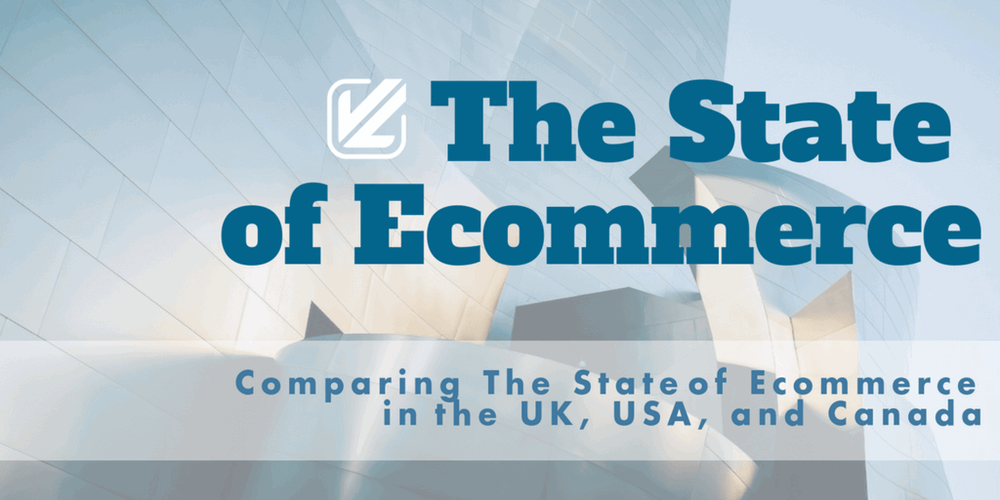 The State
of Ecommerce
Comparing The State of Ecommerce
in the UK, USA, and Canada